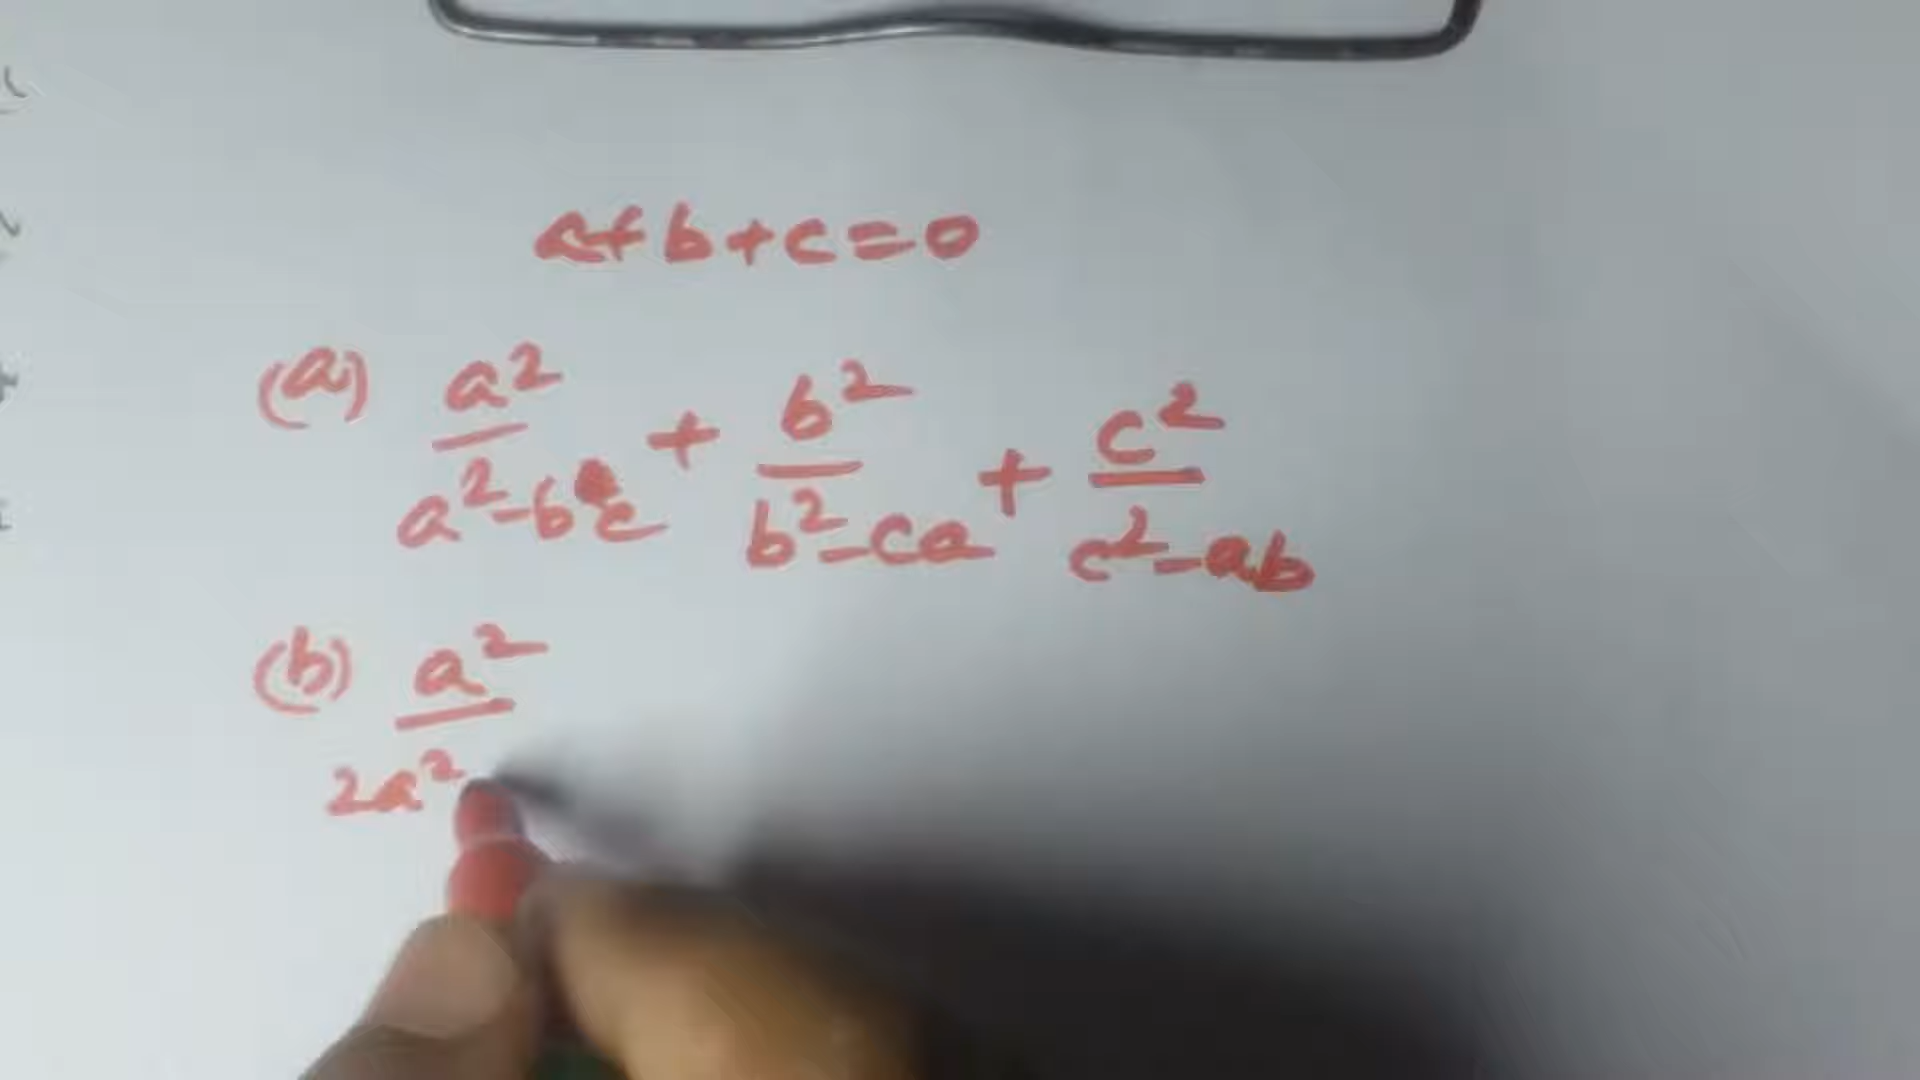 a+b+c=0
(a) a²/a²-bc + b²/b²-ca + c²/c²-ab
(b) a²/2a²